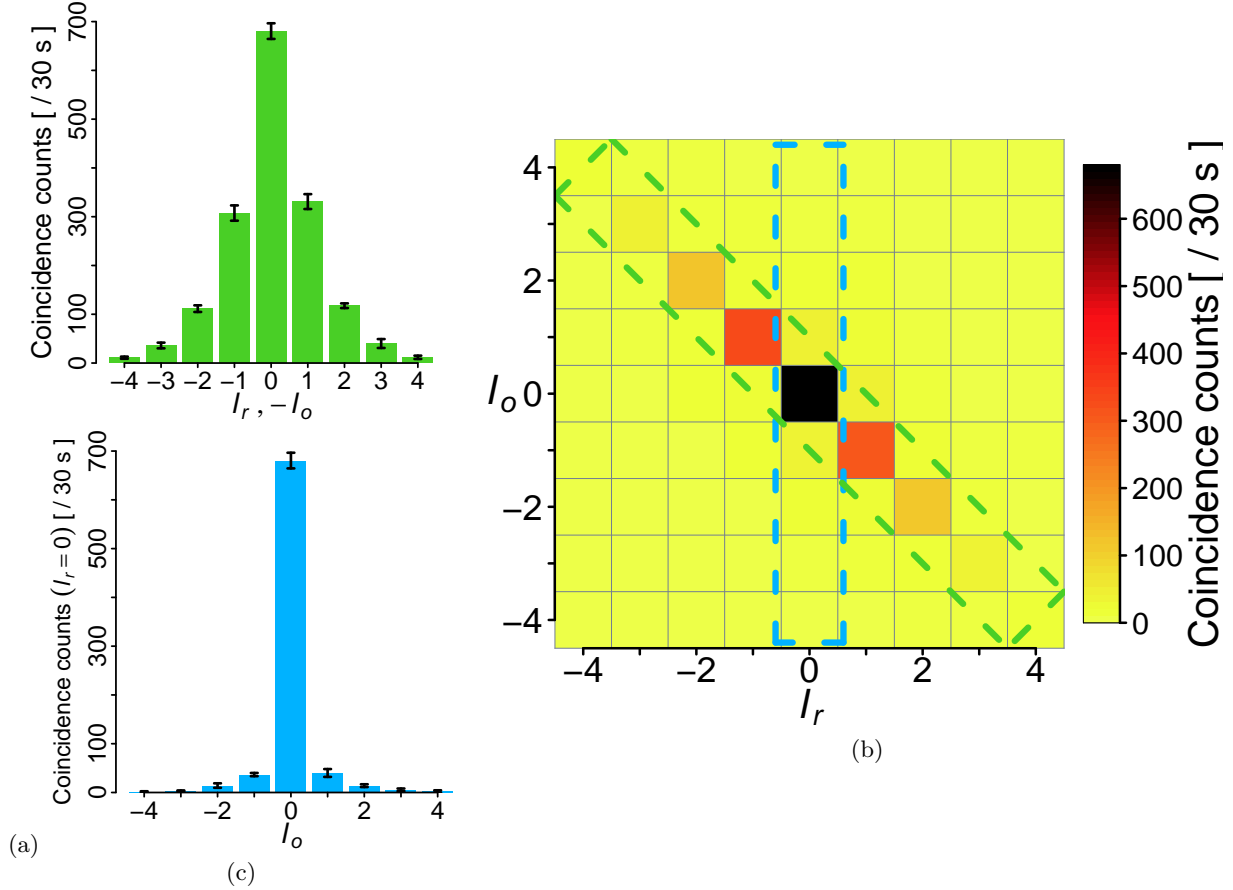 Coincidence counts [ / 30 s ]
700
300
100
0
−4 −3 −2 −1 0 1 2 3 4
l_r , − l_o
Coincidence counts (l_r = 0) [ / 30 s ]
700
500
300
100
0
−4 −2 0 2 4
l_o
(a)
(c)
l_o
4
2
0
−2
−4
−4 −2 0 2 4
l_r
(b)
600
500
400
300
200
100
0
Coincidence counts [ / 30 s ]